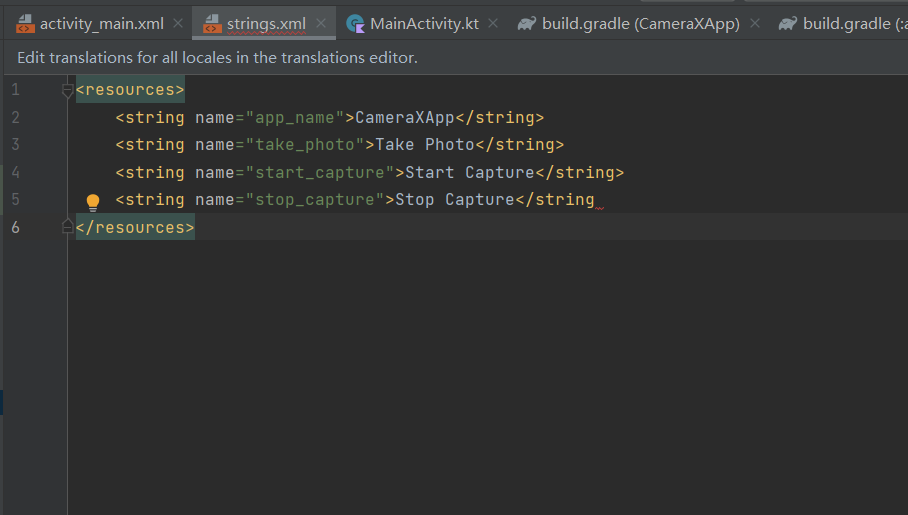 activity_main.xml strings.xml MainActivity.kt build.gradle (CameraXApp) build.gradle (:a
Edit translations for all locales in the translations editor.
1 <resources>
2 <string name="app_name">CameraXApp</string>
3 <string name="take_photo">Take Photo</string>
4 <string name="start_capture">Start Capture</string>
5 <string name="stop_capture">Stop Capture</string
6 </resources>